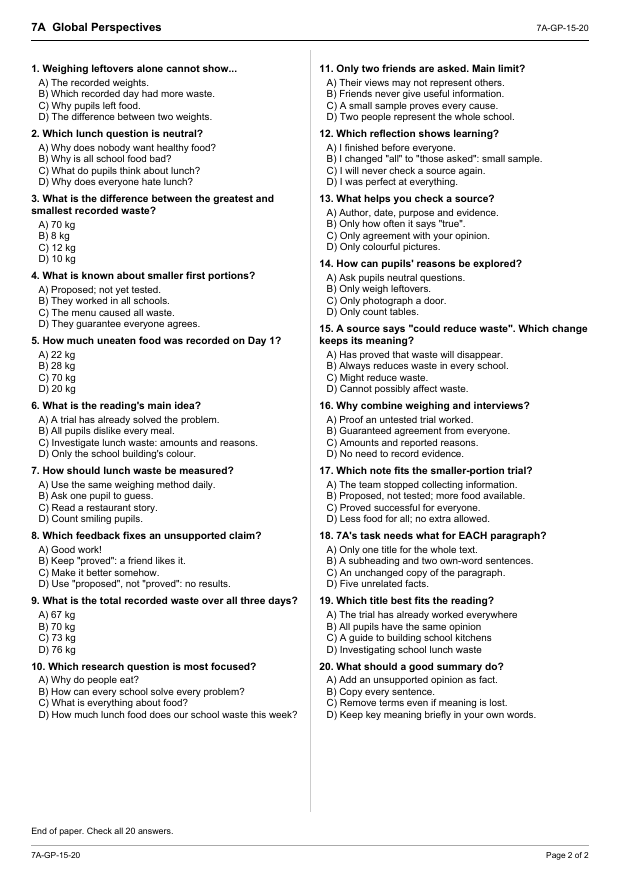 7A Global Perspectives
7A-GP-15-20
1. Weighing leftovers alone cannot show...
A) The recorded weights.
B) Which recorded day had more waste.
C) Why pupils left food.
D) The difference between two weights.
2. Which lunch question is neutral?
A) Why does nobody want healthy food?
B) Why is all school food bad?
C) What do pupils think about lunch?
D) Why does everyone hate lunch?
3. What is the difference between the greatest and
smallest recorded waste?
A) 70 kg
B) 8 kg
C) 12 kg
D) 10 kg
4. What is known about smaller first portions?
A) Proposed; not yet tested.
B) They worked in all schools.
C) The menu caused all waste.
D) They guarantee everyone agrees.
5. How much uneaten food was recorded on Day 1?
A) 22 kg
B) 28 kg
C) 70 kg
D) 20 kg
6. What is the reading's main idea?
A) A trial has already solved the problem.
B) All pupils dislike every meal.
C) Investigate lunch waste: amounts and reasons.
D) Only the school building's colour.
7. How should lunch waste be measured?
A) Use the same weighing method daily.
B) Ask one pupil to guess.
C) Read a restaurant story.
D) Count smiling pupils.
8. Which feedback fixes an unsupported claim?
A) Good work!
B) Keep "proved": a friend likes it.
C) Make it better somehow.
D) Use "proposed", not "proved": no results.
9. What is the total recorded waste over all three days?
A) 67 kg
B) 70 kg
C) 73 kg
D) 76 kg
10. Which research question is most focused?
A) Why do people eat?
B) How can every school solve every problem?
C) What is everything about food?
D) How much lunch food does our school waste this week?
11. Only two friends are asked. Main limit?
A) Their views may not represent others.
B) Friends never give useful information.
C) A small sample proves every cause.
D) Two people represent the whole school.
12. Which reflection shows learning?
A) I finished before everyone.
B) I changed "all" to "those asked": small sample.
C) I will never check a source again.
D) I was perfect at everything.
13. What helps you check a source?
A) Author, date, purpose and evidence.
B) Only how often it says "true".
C) Only agreement with your opinion.
D) Only colourful pictures.
14. How can pupils' reasons be explored?
A) Ask pupils neutral questions.
B) Only weigh leftovers.
C) Only photograph a door.
D) Only count tables.
15. A source says "could reduce waste". Which change
keeps its meaning?
A) Has proved that waste will disappear.
B) Always reduces waste in every school.
C) Might reduce waste.
D) Cannot possibly affect waste.
16. Why combine weighing and interviews?
A) Proof an untested trial worked.
B) Guaranteed agreement from everyone.
C) Amounts and reported reasons.
D) No need to record evidence.
17. Which note fits the smaller-portion trial?
A) The team stopped collecting information.
B) Proposed, not tested; more food available.
C) Proved successful for everyone.
D) Less food for all; no extra allowed.
18. 7A's task needs what for EACH paragraph?
A) Only one title for the whole text.
B) A subheading and two own-word sentences.
C) An unchanged copy of the paragraph.
D) Five unrelated facts.
19. Which title best fits the reading?
A) The trial has already worked everywhere
B) All pupils have the same opinion
C) A guide to building school kitchens
D) Investigating school lunch waste
20. What should a good summary do?
A) Add an unsupported opinion as fact.
B) Copy every sentence.
C) Remove terms even if meaning is lost.
D) Keep key meaning briefly in your own words.
End of paper. Check all 20 answers.
7A-GP-15-20
Page 2 of 2